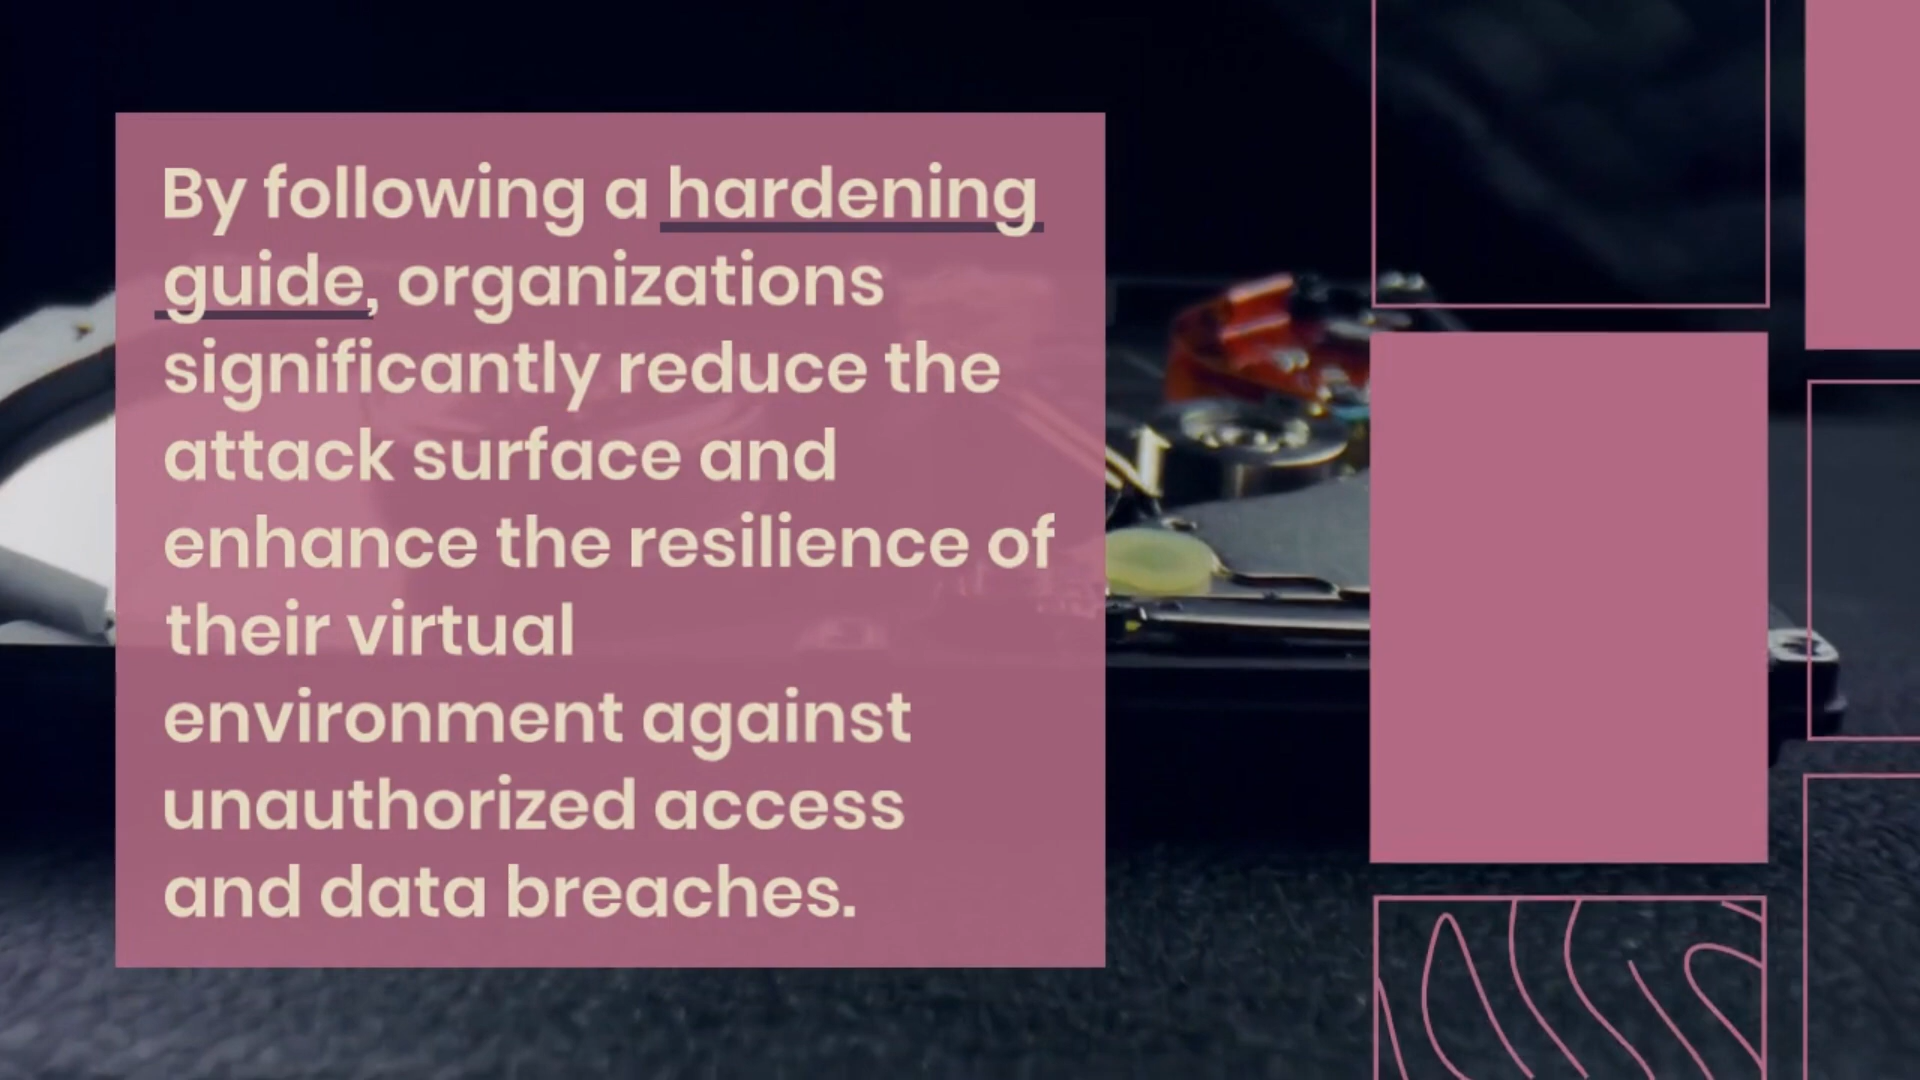 By following a hardening
guide, organizations
significantly reduce the
attack surface and
enhance the resilience of
their virtual
environment against
unauthorized access
and data breaches.